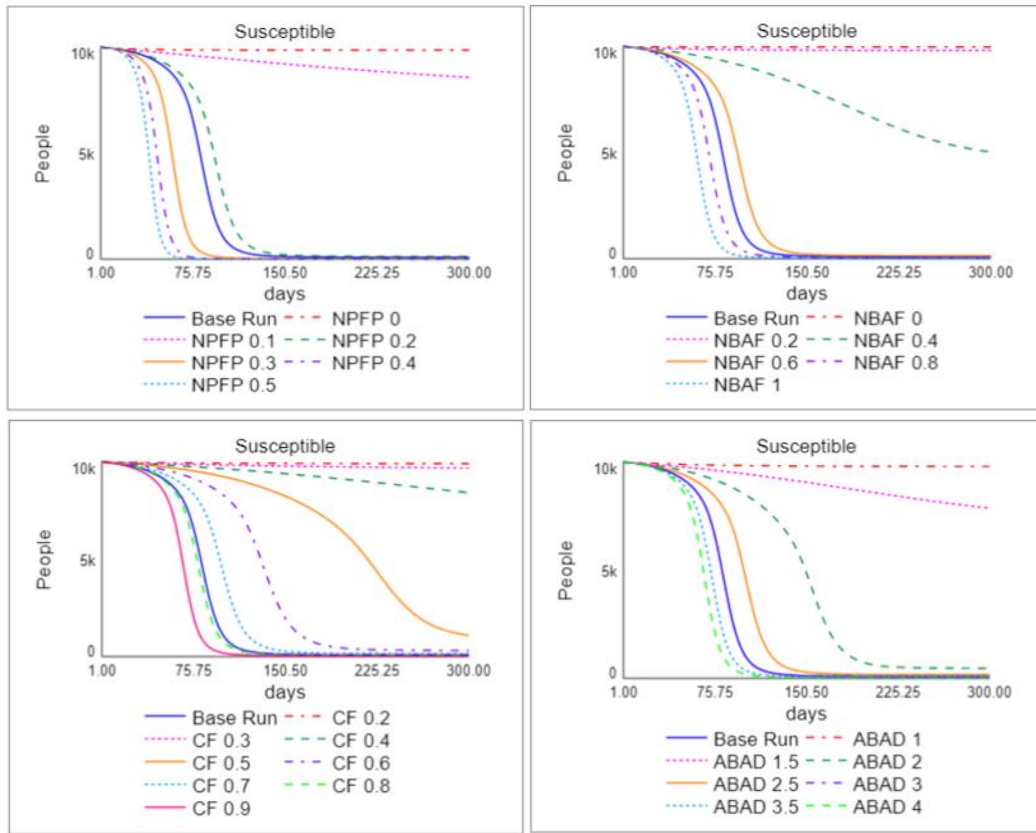 Susceptible
10k
5k
0
People
1.00 75.75 150.50 225.25 300.00
days
Base Run NPFP 0
NPFP 0.1 NPFP 0.2
NPFP 0.3 NPFP 0.4
NPFP 0.5
Susceptible
10k
5k
0
People
1.00 75.75 150.50 225.25 300.00
days
Base Run NBAF 0
NBAF 0.2 NBAF 0.4
NBAF 0.6 NBAF 0.8
NBAF 1
Susceptible
10k
5k
0
People
1.00 75.75 150.50 225.25 300.00
days
Base Run CF 0.2
CF 0.3 CF 0.4
CF 0.5 CF 0.6
CF 0.7 CF 0.8
CF 0.9
Susceptible
10k
5k
0
People
1.00 75.75 150.50 225.25 300.00
days
Base Run ABAD 1
ABAD 1.5 ABAD 2
ABAD 2.5 ABAD 3
ABAD 3.5 ABAD 4